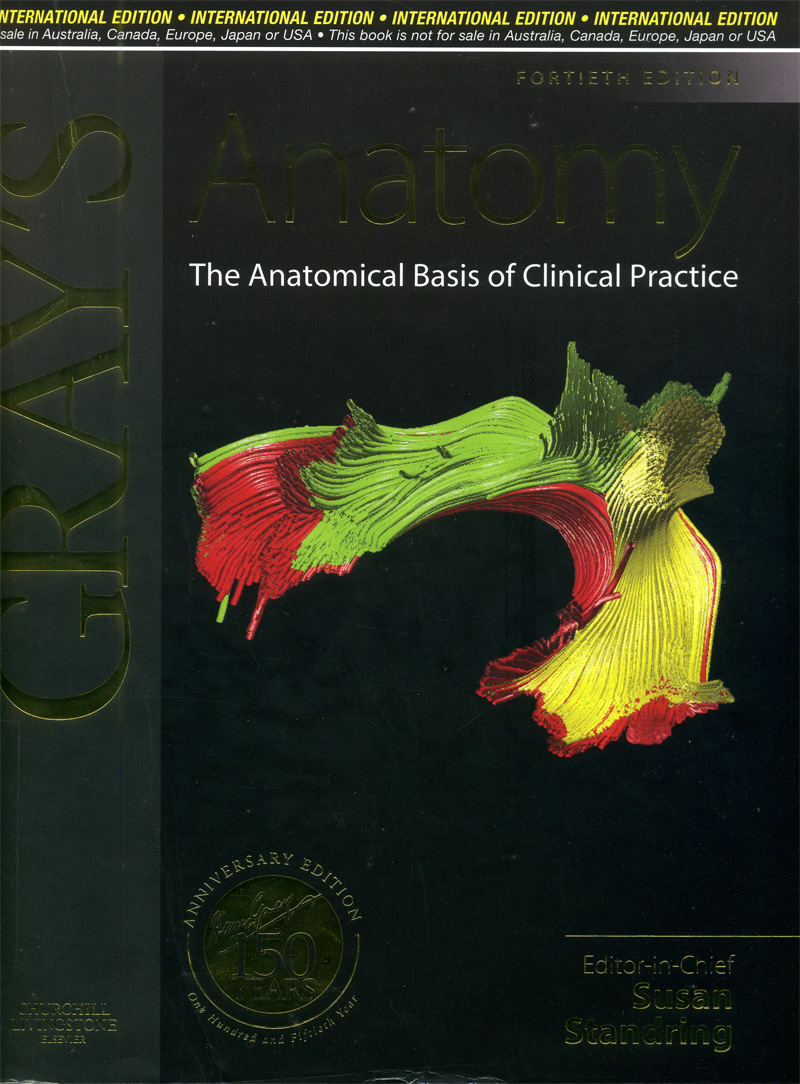 INTERNATIONAL EDITION • INTERNATIONAL EDITION • INTERNATIONAL EDITION • INTERNATIONAL EDITION
sale in Australia, Canada, Europe, Japan or USA • This book is not for sale in Australia, Canada, Europe, Japan or USA
FORTIETH EDITION
GRAY'S
Anatomy
The Anatomical Basis of Clinical Practice
ANNIVERSARY EDITION
150
YEARS
One Hundred and Fiftieth Year
Editor-in-Chief
Susan
Standring
CHURCHILL
LIVINGSTONE
ELSEVIER